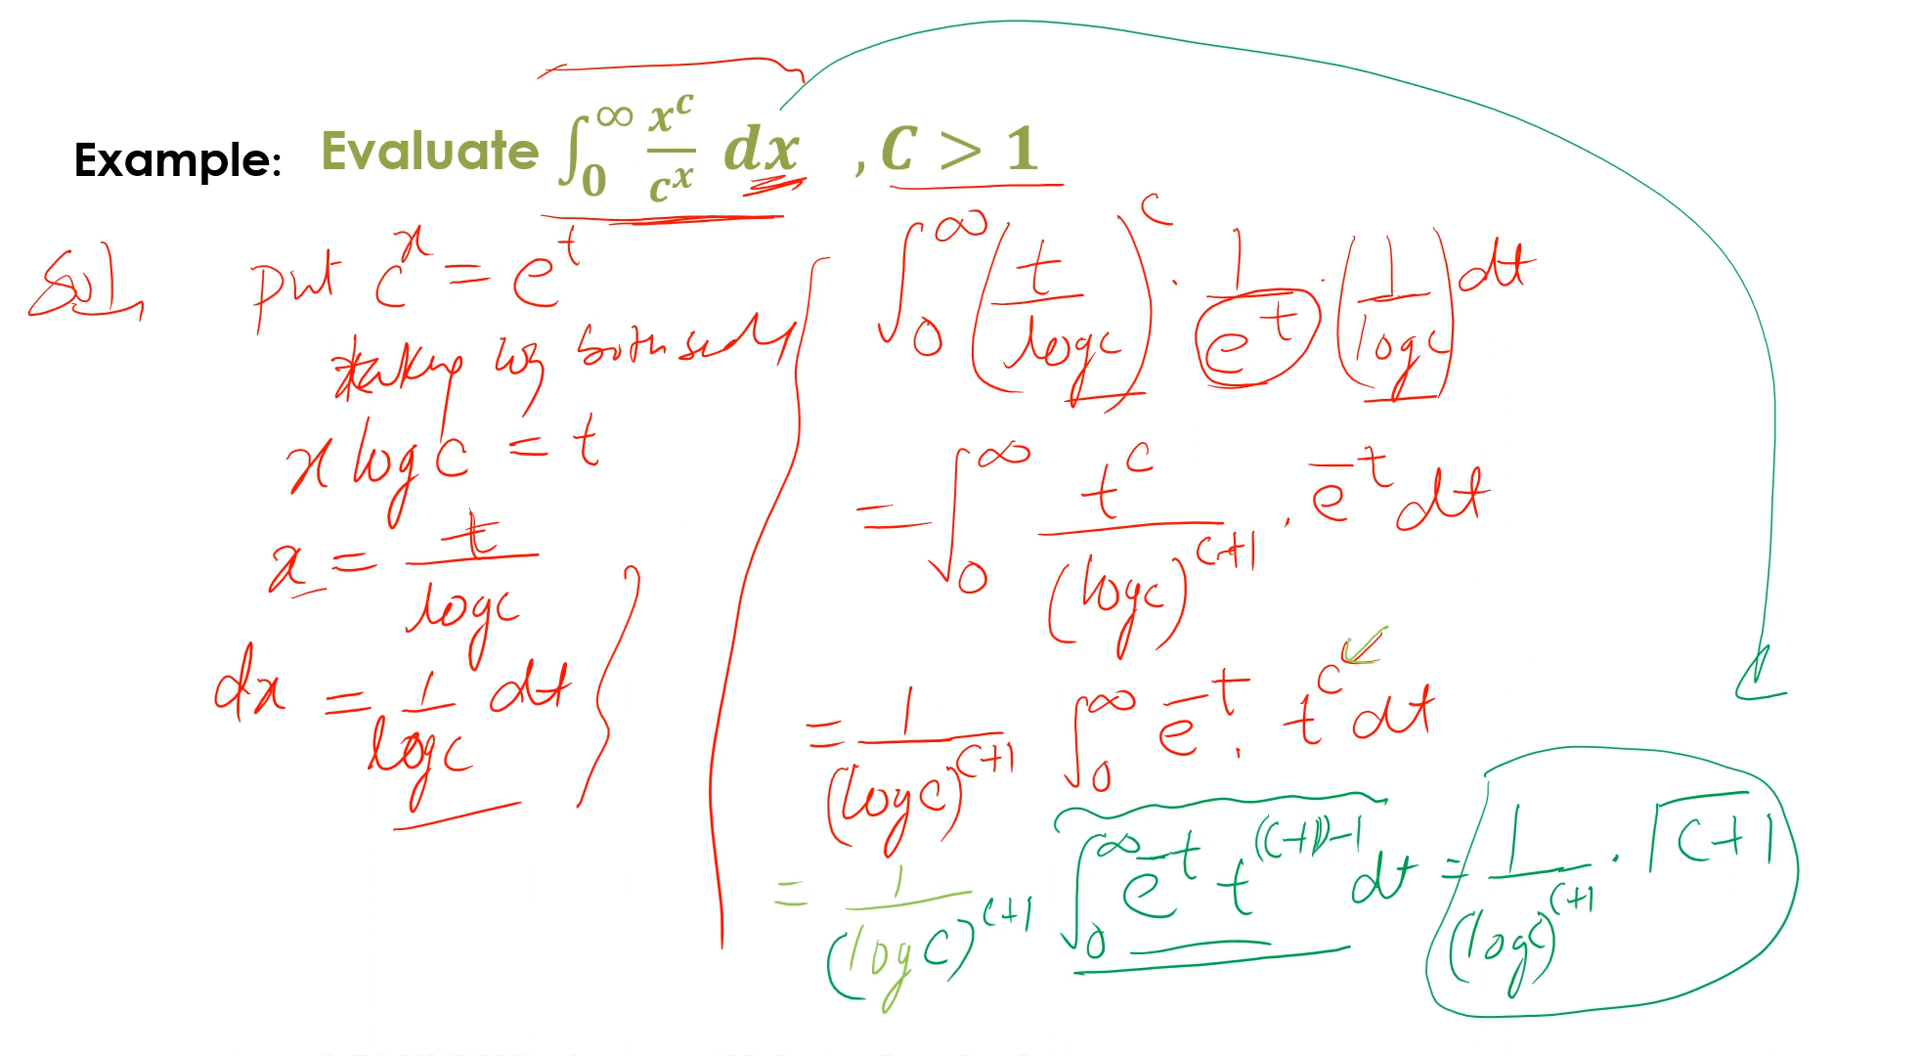 Example: Evaluate ∫₀^∞ x^c / c^x dx , C > 1
Sol.
put c^x = e^t
taking log both sides
x log c = t
x = t / log c
dx = 1 / log c dt
∫₀^∞ (t / log c)^c · 1 / e^t · (1 / log c) dt
= ∫₀^∞ t^c / (log c)^(c+1) · e^-t dt
= 1 / (log c)^(c+1) ∫₀^∞ e^-t · t^c dt
= 1 / (log c)^(c+1) ∫₀^∞ e^-t t^((c+1)-1) dt = 1 / (log c)^(c+1) · Γ(c+1)